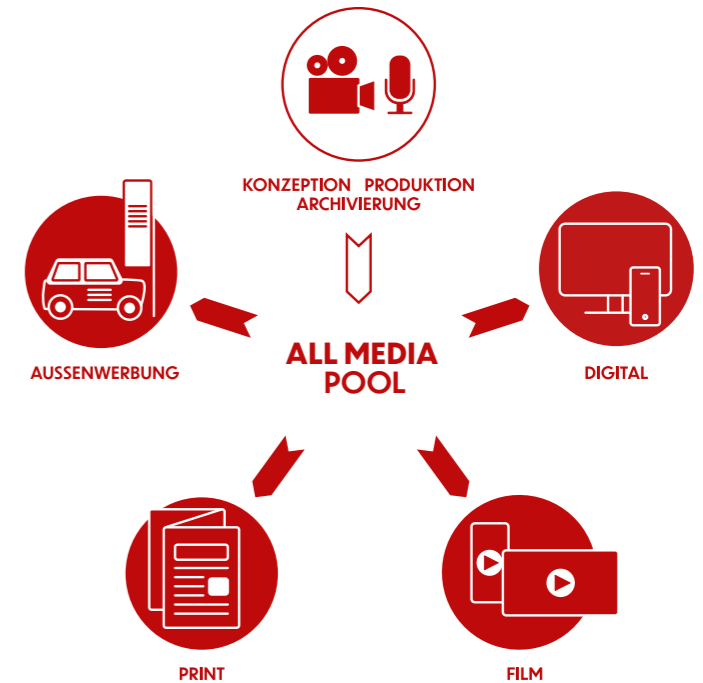 KONZEPTION PRODUKTION
ARCHIVIERUNG
ALL MEDIA
POOL
AUSSENWERBUNG
DIGITAL
PRINT
FILM